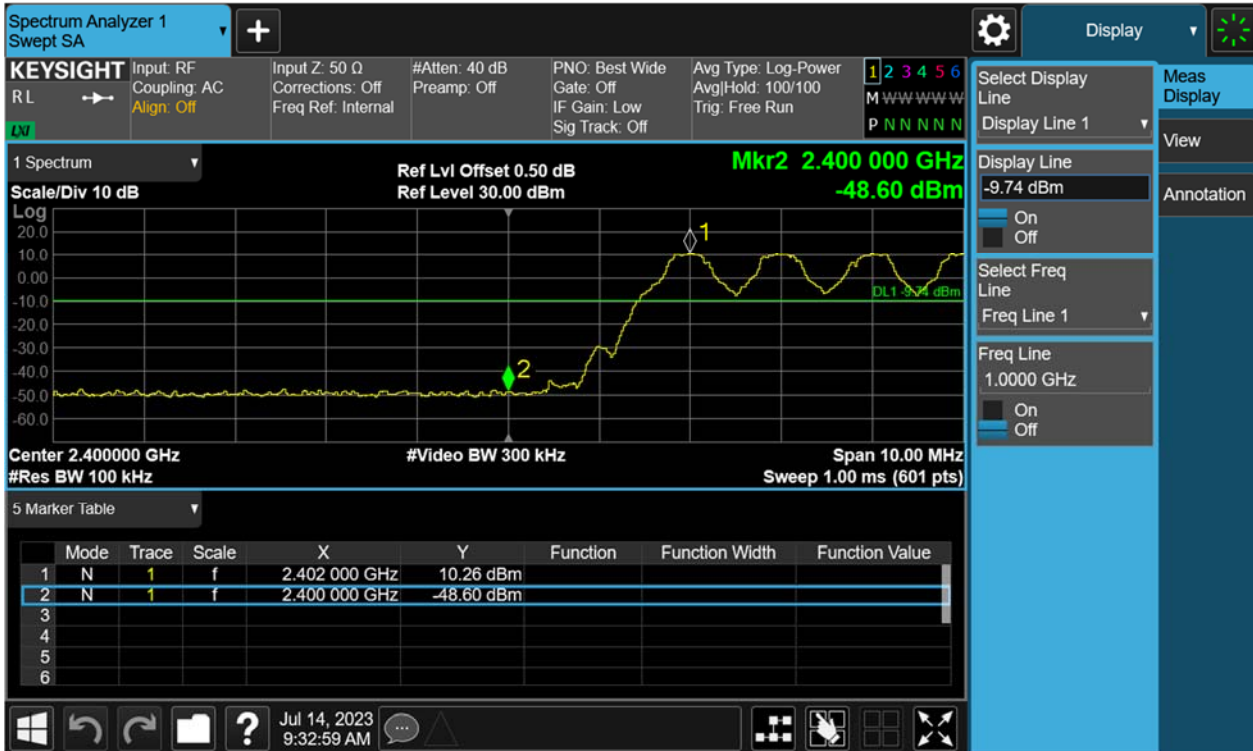 Spectrum Analyzer 1
Swept SA
+
Display
KEYSIGHT
RL
LXI
Input: RF
Coupling: AC
Align: Off
Input Z: 50 Ω
Corrections: Off
Freq Ref: Internal
#Atten: 40 dB
Preamp: Off
PNO: Best Wide
Gate: Off
IF Gain: Low
Sig Track: Off
Avg Type: Log-Power
Avg|Hold: 100/100
Trig: Free Run
1 2 3 4 5 6
M W W W W W
P N N N N N
1 Spectrum
Scale/Div 10 dB
Ref Lvl Offset 0.50 dB
Ref Level 30.00 dBm
Mkr2 2.400 000 GHz
-48.60 dBm
Log
20.0
10.0
0.00
-10.0
-20.0
-30.0
-40.0
-50.0
-60.0
1
2
DL1 -9.74 dBm
Center 2.400000 GHz
#Video BW 300 kHz
Span 10.00 MHz
#Res BW 100 kHz
Sweep 1.00 ms (601 pts)
5 Marker Table
Mode Trace Scale X Y Function Function Width Function Value
1 N 1 f 2.402 000 GHz 10.26 dBm
2 N 1 f 2.400 000 GHz -48.60 dBm
3
4
5
6
?
Jul 14, 2023
9:32:59 AM
Select Display
Line
Display Line 1
Display Line
-9.74 dBm
On
Off
Select Freq
Line
Freq Line 1
Freq Line
1.0000 GHz
On
Off
Meas
Display
View
Annotation